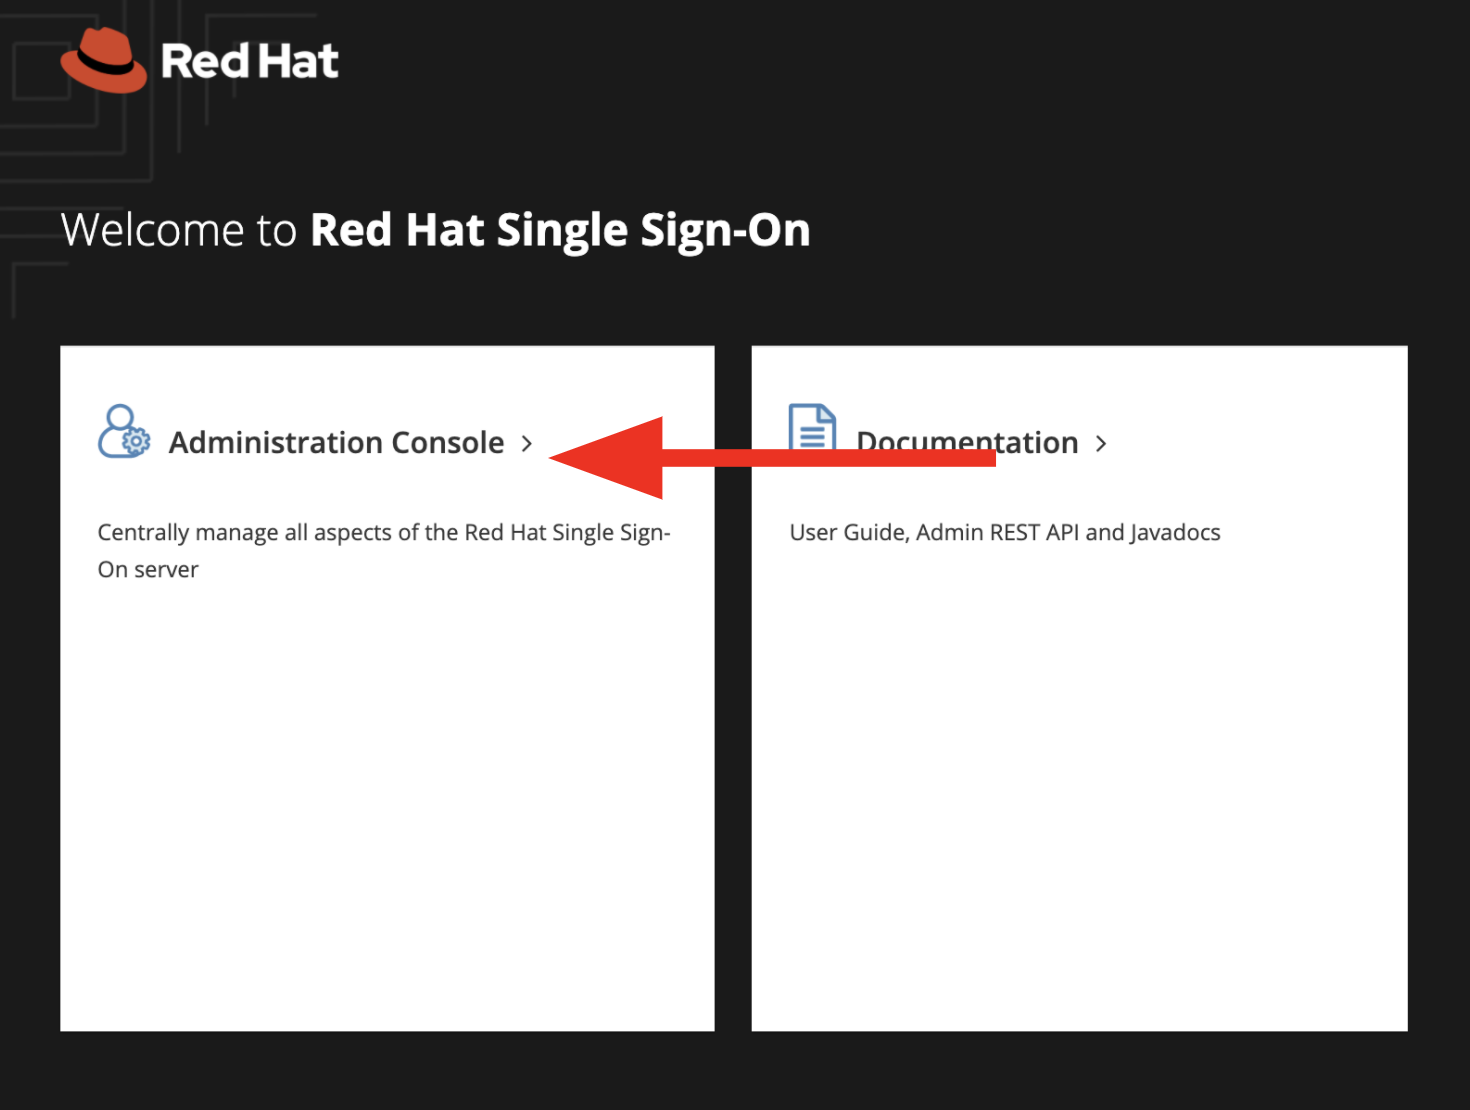 Red Hat
Welcome to Red Hat Single Sign-On
Administration Console
Centrally manage all aspects of the Red Hat Single Sign-
On server
Documentation
User Guide, Admin REST API and Javadocs